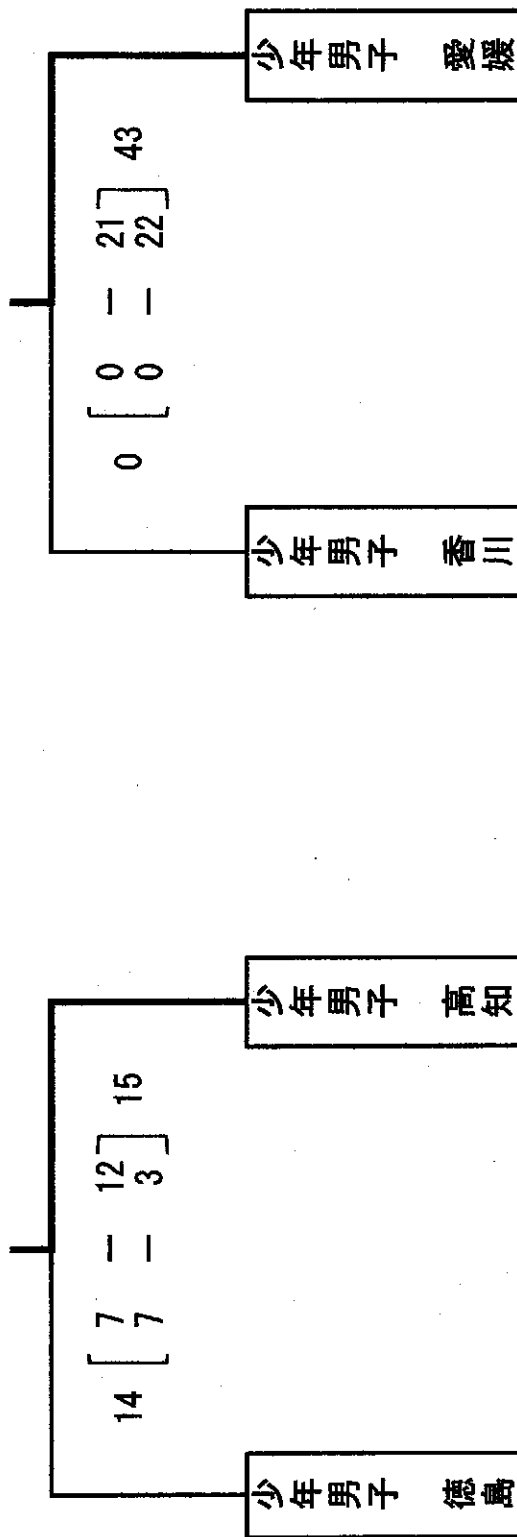 14 [ 7 － 12 ] 15
7 － 3
0 [ 0 － 21 ] 43
0 － 22
少年男子 徳島
少年男子 高知
少年男子 香川
少年男子 愛媛